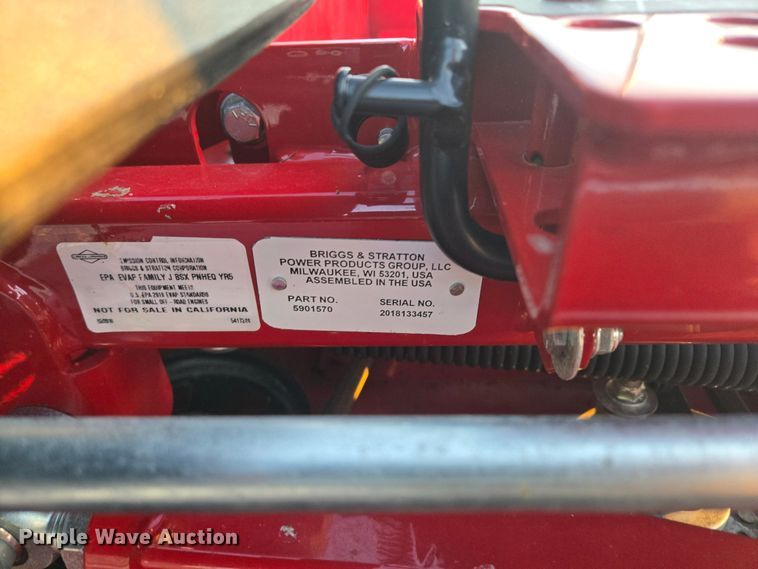 EMISSION CONTROL INFORMATION
BRIGGS & STRATTON CORPORATION
EPA EVAP FAMILY J BSX PNHEQ YR5
THIS EQUIPMENT MEETS
U.S. EPA 2018 EVAP STANDARDS
FOR SMALL OFF-ROAD ENGINES
NOT FOR SALE IN CALIFORNIA
BRIGGS & STRATTON
POWER PRODUCTS GROUP, LLC
MILWAUKEE, WI 53201, USA
ASSEMBLED IN THE USA
PART NO. SERIAL NO.
5901570 2018133457
Purple Wave Auction